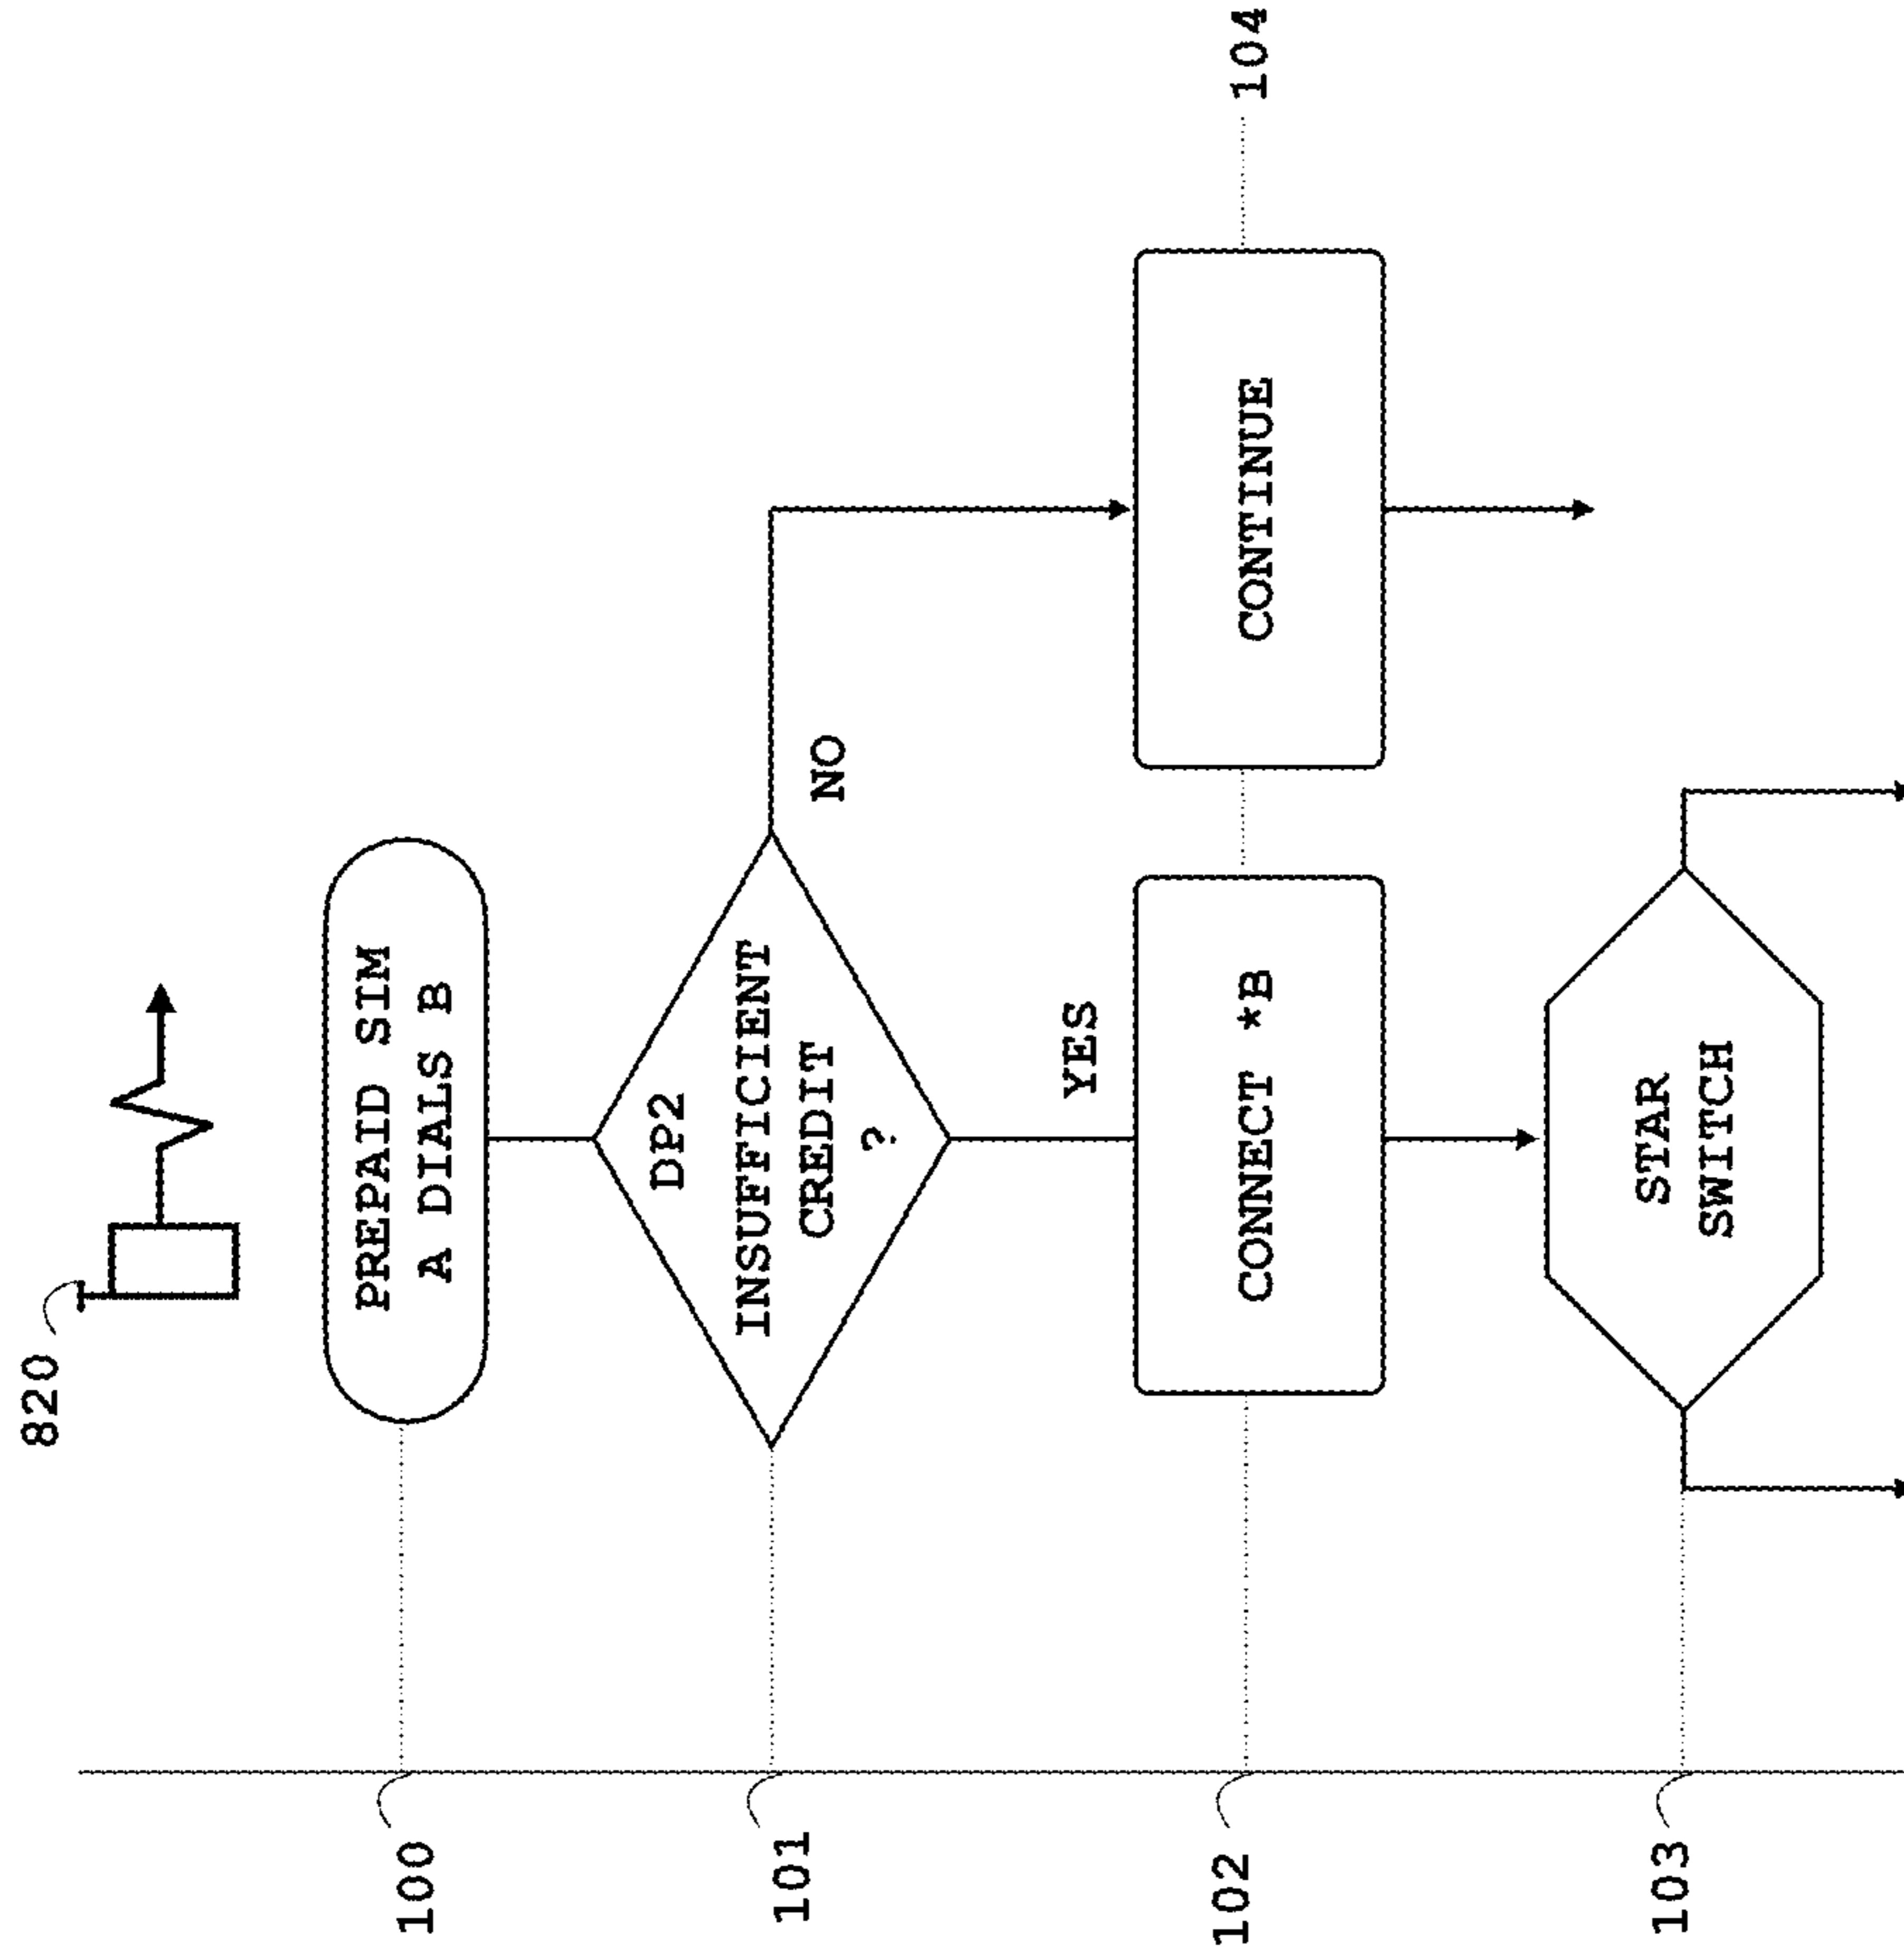 820
100
PREPAID SIM
A DIALS B
101
DP2
INSUFFICIENT
CREDIT
?
NO
YES
102
CONNECT *B
CONTINUE
104
103
STAR
SWITCH